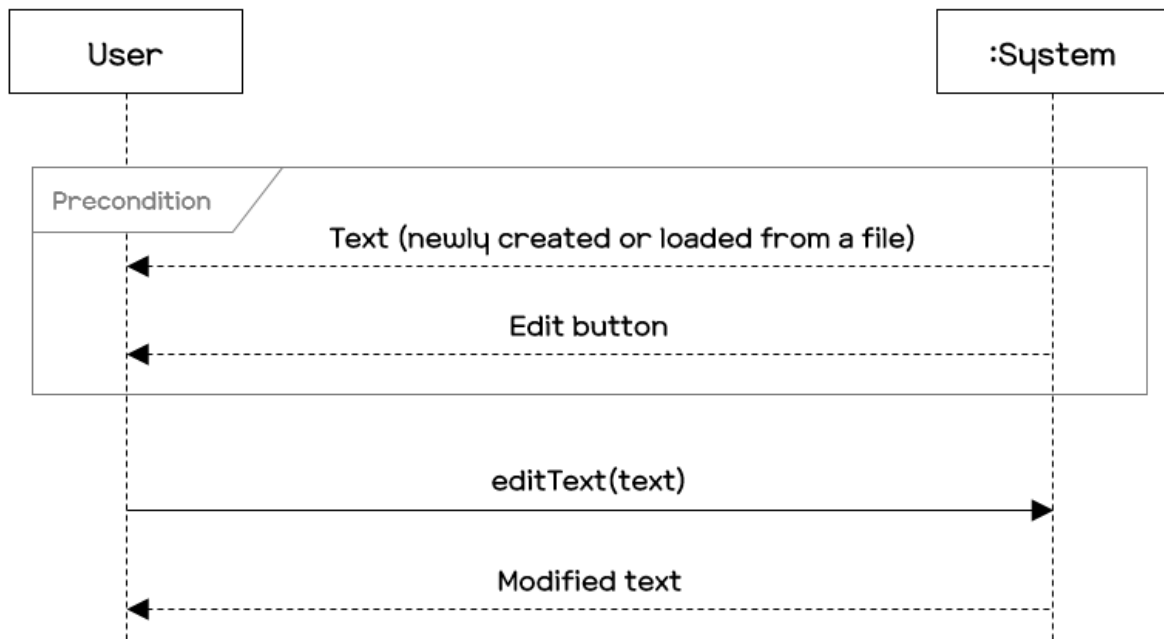 User
:System
Precondition
Text (newly created or loaded from a file)
Edit button
editText(text)
Modified text